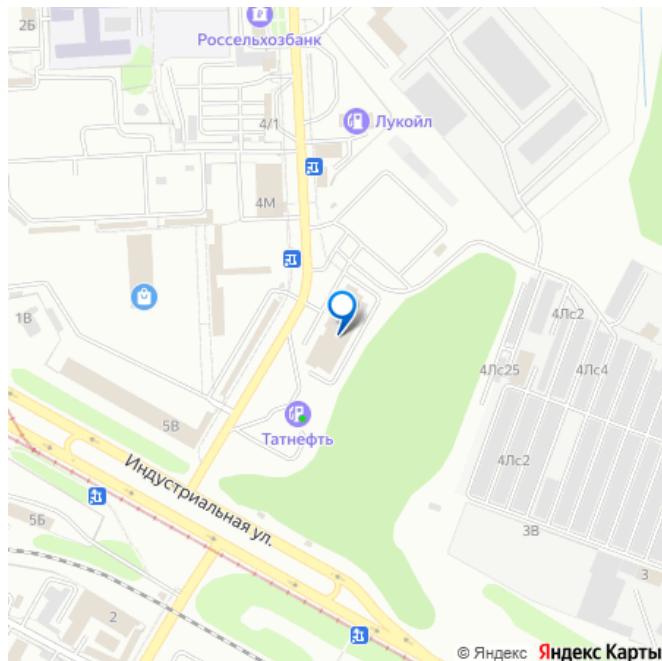 2Б
Россельхозбанк
4/1
Лукойл
4М
1В
4Лс2
4Лс25
4Лс4
5В
Татнефть
4Лс2
Индустриальная ул.
5Б
3В
3
2
© Яндекс Яндекс Карты